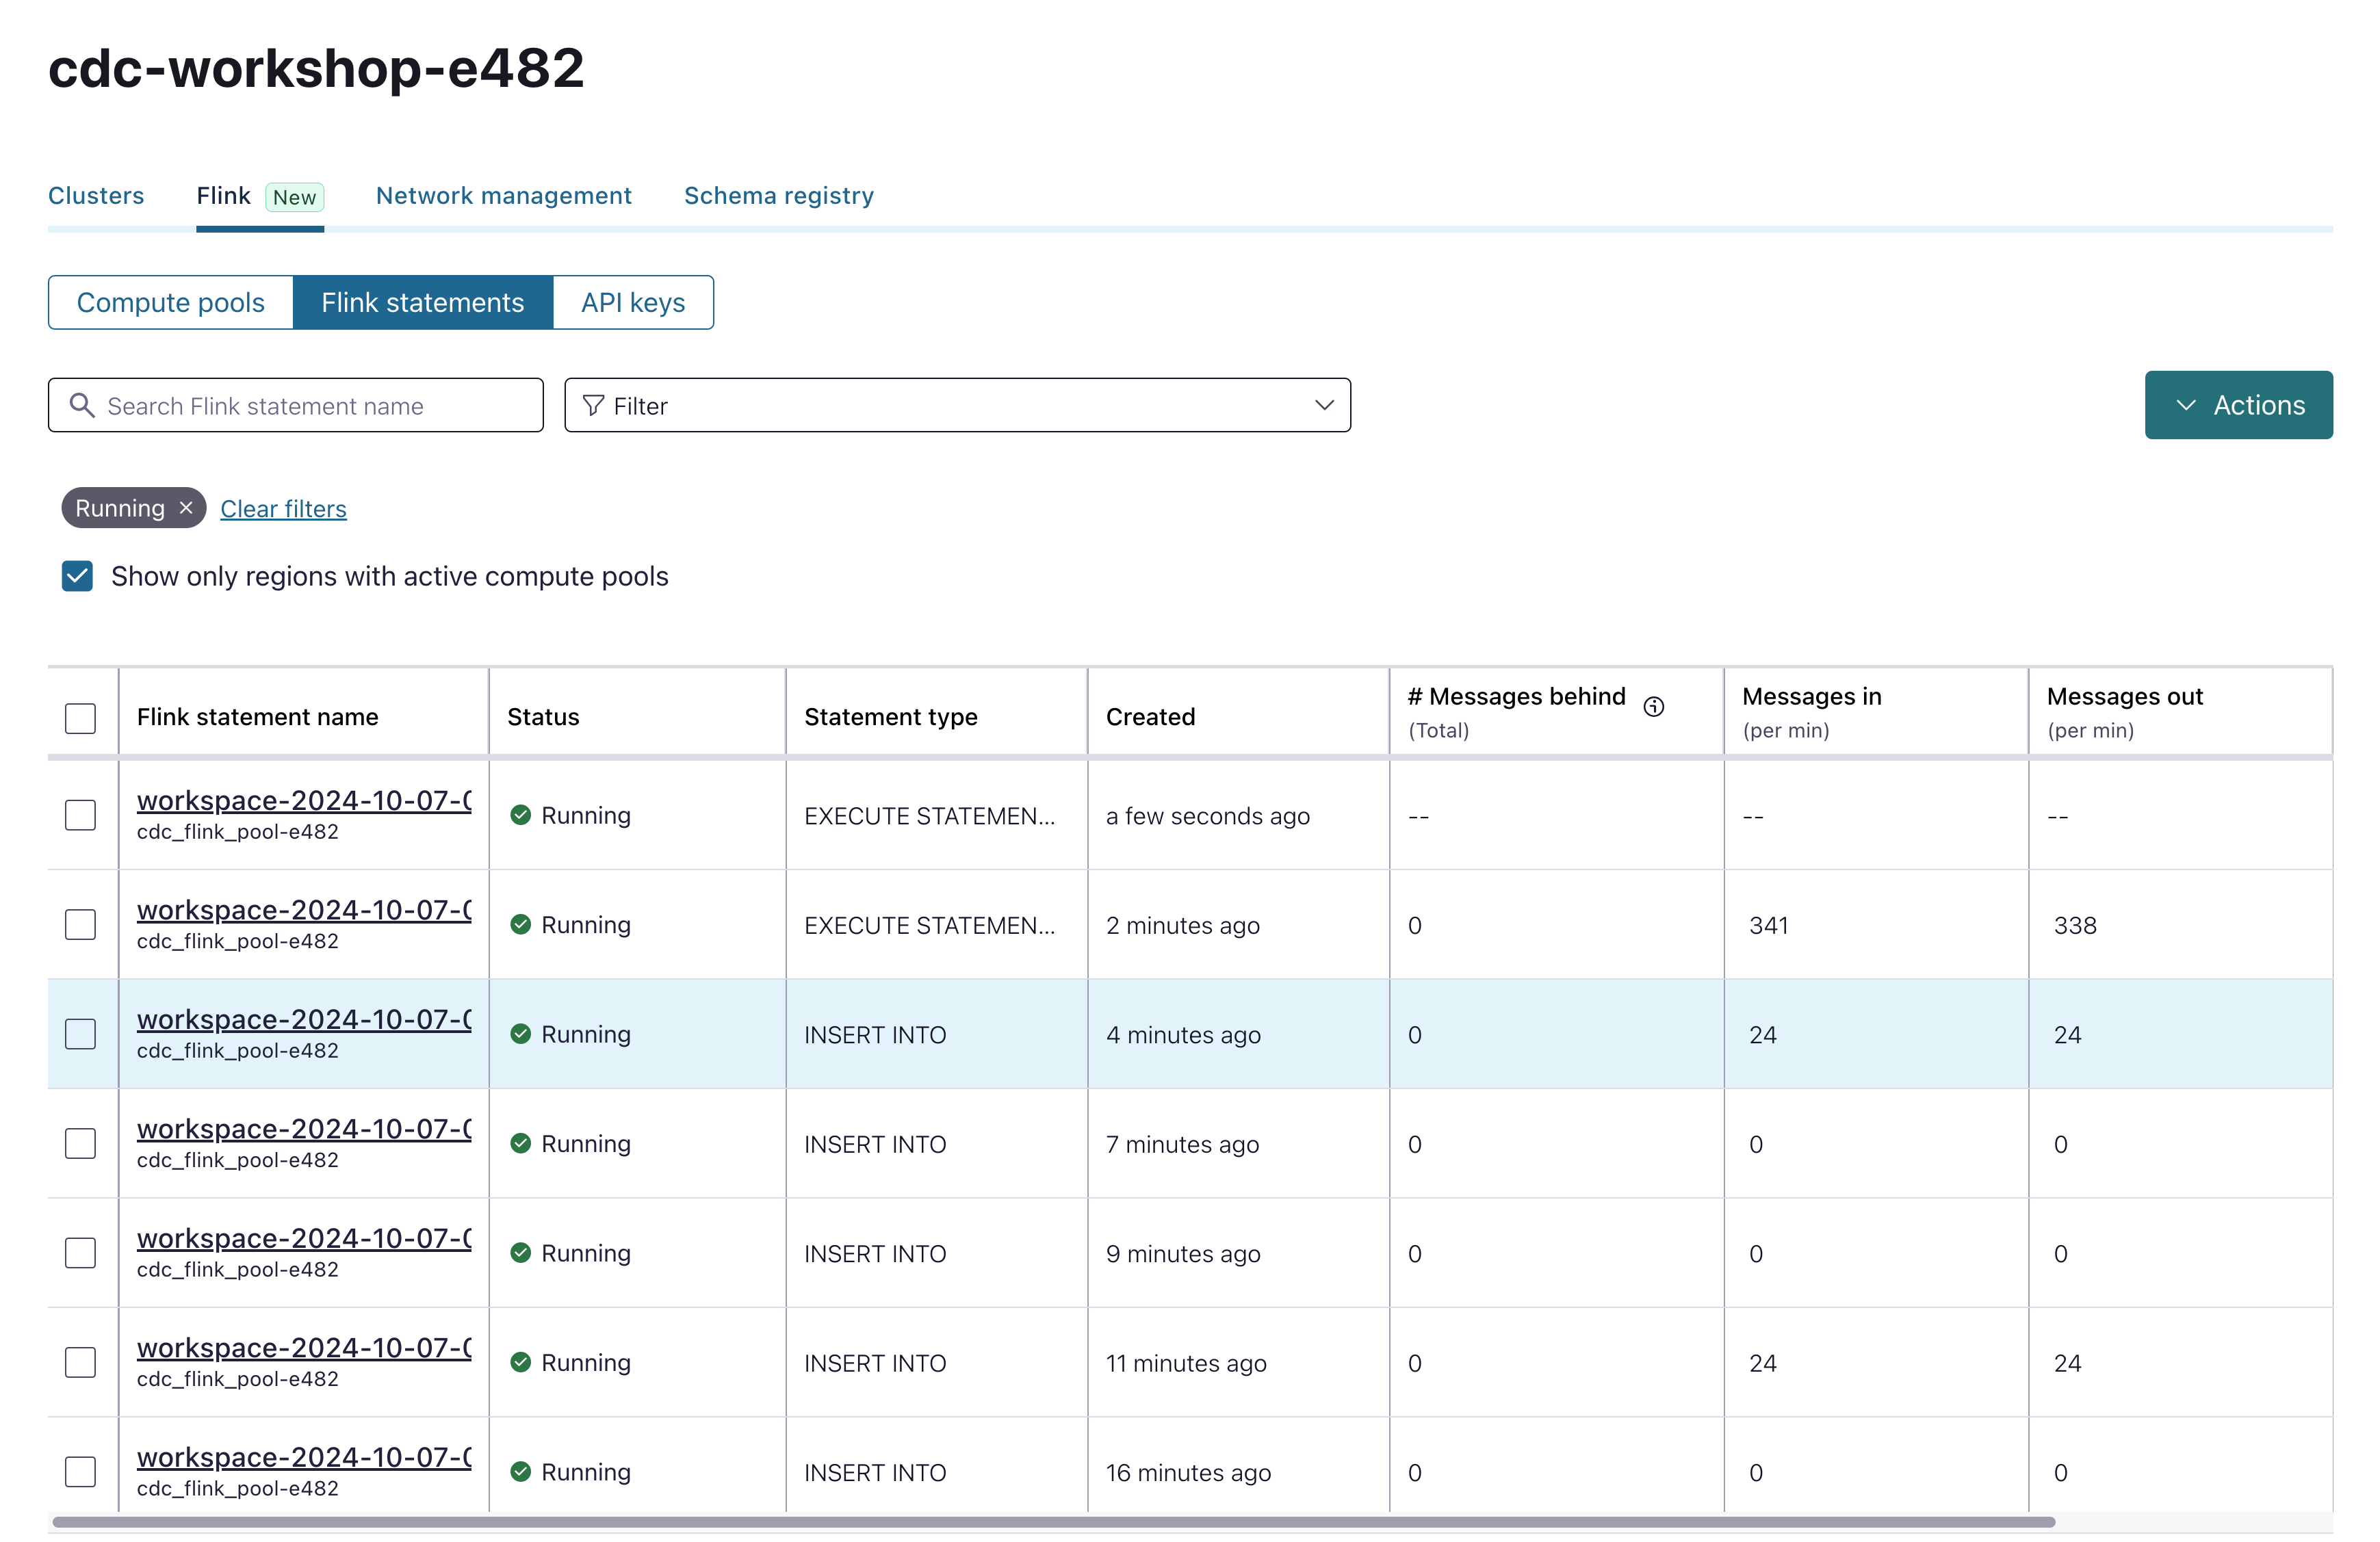 cdc-workshop-e482
Clusters Flink New Network management Schema registry
Compute pools Flink statements API keys
Search Flink statement name Filter Actions
Running × Clear filters
Show only regions with active compute pools
Flink statement name Status Statement type Created # Messages behind (Total) Messages in (per min) Messages out (per min)
workspace-2024-10-07-0 Running EXECUTE STATEMEN... a few seconds ago -- -- --
cdc_flink_pool-e482
workspace-2024-10-07-0 Running EXECUTE STATEMEN... 2 minutes ago 0 341 338
cdc_flink_pool-e482
workspace-2024-10-07-0 Running INSERT INTO 4 minutes ago 0 24 24
cdc_flink_pool-e482
workspace-2024-10-07-0 Running INSERT INTO 7 minutes ago 0 0 0
cdc_flink_pool-e482
workspace-2024-10-07-0 Running INSERT INTO 9 minutes ago 0 0 0
cdc_flink_pool-e482
workspace-2024-10-07-0 Running INSERT INTO 11 minutes ago 0 24 24
cdc_flink_pool-e482
workspace-2024-10-07-0 Running INSERT INTO 16 minutes ago 0 0 0
cdc_flink_pool-e482